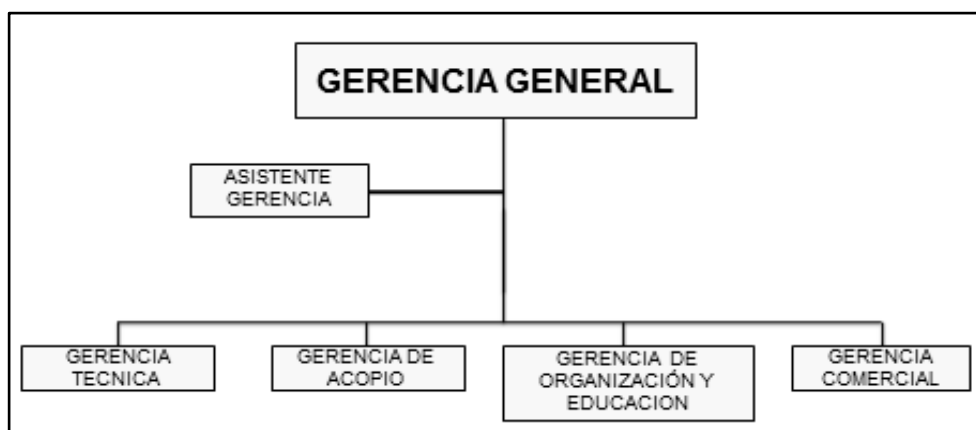 GERENCIA GENERAL
ASISTENTE
GERENCIA
GERENCIA
TECNICA
GERENCIA DE
ACOPIO
GERENCIA DE
ORGANIZACIÓN Y
EDUCACION
GERENCIA
COMERCIAL